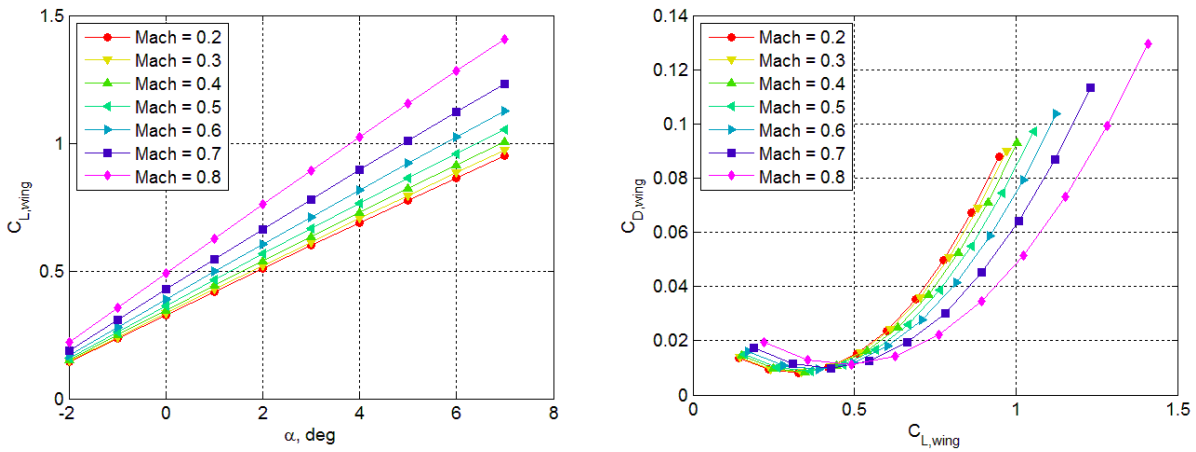 1.5
1
0.5
0
-2
0
2
4
6
8
α, deg
C_L,wing
Mach = 0.2
Mach = 0.3
Mach = 0.4
Mach = 0.5
Mach = 0.6
Mach = 0.7
Mach = 0.8
0.14
0.12
0.1
0.08
0.06
0.04
0.02
0
0
0.5
1
1.5
C_L,wing
C_D,wing
Mach = 0.2
Mach = 0.3
Mach = 0.4
Mach = 0.5
Mach = 0.6
Mach = 0.7
Mach = 0.8